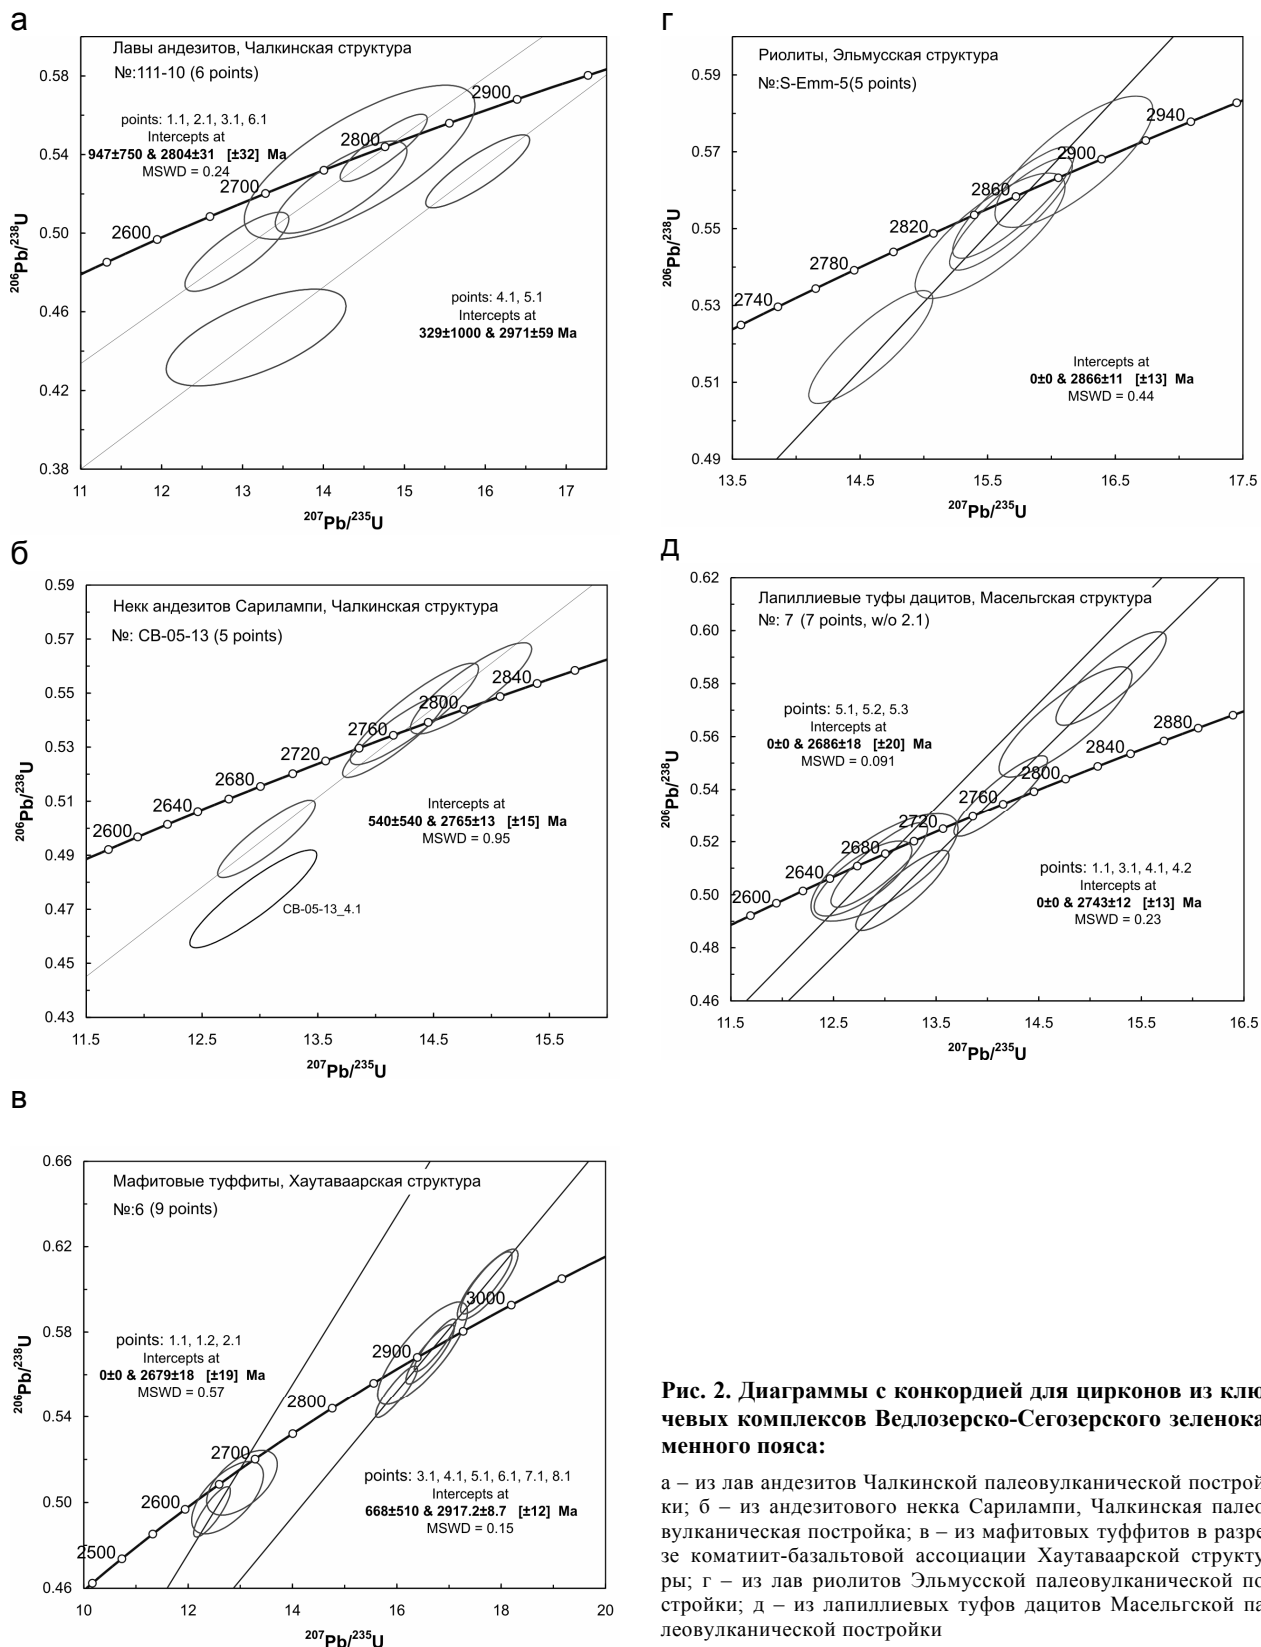 а
Лавы андезитов, Чалкинская структура
№:111-10 (6 points)
points: 1.1, 2.1, 3.1, 6.1
Intercepts at
947±750 & 2804±31 [±32] Ma
MSWD = 0.24
2600
2700
2800
2900
points: 4.1, 5.1
Intercepts at
329±1000 & 2971±59 Ma
0.58
0.54
0.50
0.46
0.42
0.38
11 12 13 14 15 16 17
206Pb/238U
207Pb/235U
б
Некк андезитов Сарилампи, Чалкинская структура
№: СВ-05-13 (5 points)
2600
2640
2680
2720
2760
2800
2840
Intercepts at
540±540 & 2765±13 [±15] Ma
MSWD = 0.95
СВ-05-13_4.1
0.59
0.57
0.55
0.53
0.51
0.49
0.47
0.45
0.43
11.5 12.5 13.5 14.5 15.5
206Pb/238U
207Pb/235U
в
Мафитовые туффиты, Хаутаваарская структура
№:6 (9 points)
points: 1.1, 1.2, 2.1
Intercepts at
0±0 & 2679±18 [±19] Ma
MSWD = 0.57
2500
2600
2700
2800
2900
3000
points: 3.1, 4.1, 5.1, 6.1, 7.1, 8.1
Intercepts at
668±510 & 2917.2±8.7 [±12] Ma
MSWD = 0.15
0.66
0.62
0.58
0.54
0.50
0.46
10 12 14 16 18 20
206Pb/238U
207Pb/235U
г
Риолиты, Эльмусская структура
№:S-Emm-5(5 points)
2740
2780
2820
2860
2900
2940
Intercepts at
0±0 & 2866±11 [±13] Ma
MSWD = 0.44
0.59
0.57
0.55
0.53
0.51
0.49
13.5 14.5 15.5 16.5 17.5
206Pb/238U
207Pb/235U
д
Лапиллиевые туфы дацитов, Масельгская структура
№: 7 (7 points, w/o 2.1)
points: 5.1, 5.2, 5.3
Intercepts at
0±0 & 2686±18 [±20] Ma
MSWD = 0.091
2600
2640
2680
2720
2760
2800
2840
2880
points: 1.1, 3.1, 4.1, 4.2
Intercepts at
0±0 & 2743±12 [±13] Ma
MSWD = 0.23
0.62
0.60
0.58
0.56
0.54
0.52
0.50
0.48
0.46
11.5 12.5 13.5 14.5 15.5 16.5
206Pb/238U
207Pb/235U
Рис. 2. Диаграммы с конкордией для цирконов из клю
чевых комплексов Ведлозерско-Сегозерского зеленока
менного пояса:
а – из лав андезитов Чалкинской палеовулканической построй
ки; б – из андезитового некка Сарилампи, Чалкинская палео
вулканическая постройка; в – из мафитовых туффитов в разре
зе коматиит-базальтовой ассоциации Хаутаваарской структу
ры; г – из лав риолитов Эльмусской палеовулканической по
стройки; д – из лапиллиевых туфов дацитов Масельгской па
леовулканической постройки